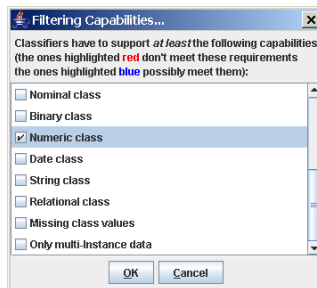 Filtering Capabilities...
Classifiers have to support at least the following capabilities
(the ones highlighted red don't meet these requirements
the ones highlighted blue possibly meet them):
Nominal class
Binary class
Numeric class
Date class
String class
Relational class
Missing class values
Only multi-Instance data
OK Cancel